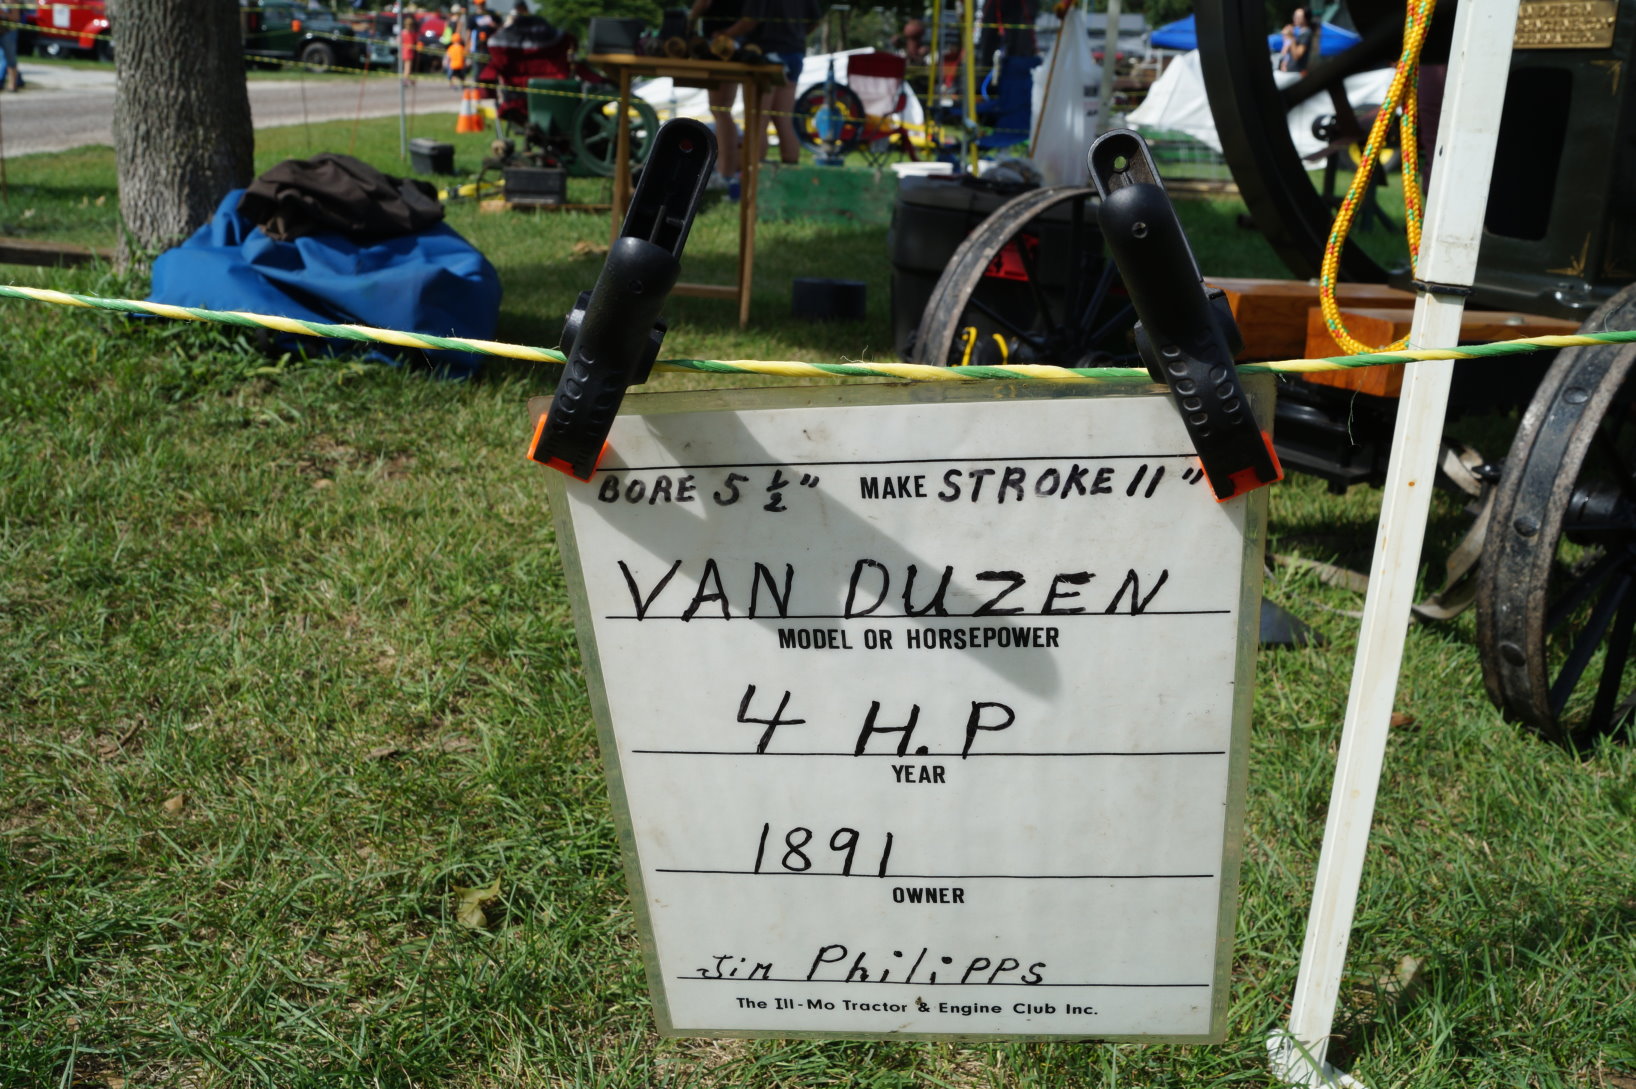 BORE 5 1/2" MAKE STROKE 11"
VAN DUZEN
MODEL OR HORSEPOWER
4 H.P
YEAR
1891
OWNER
Jim Philipps
The Ill-Mo Tractor & Engine Club Inc.